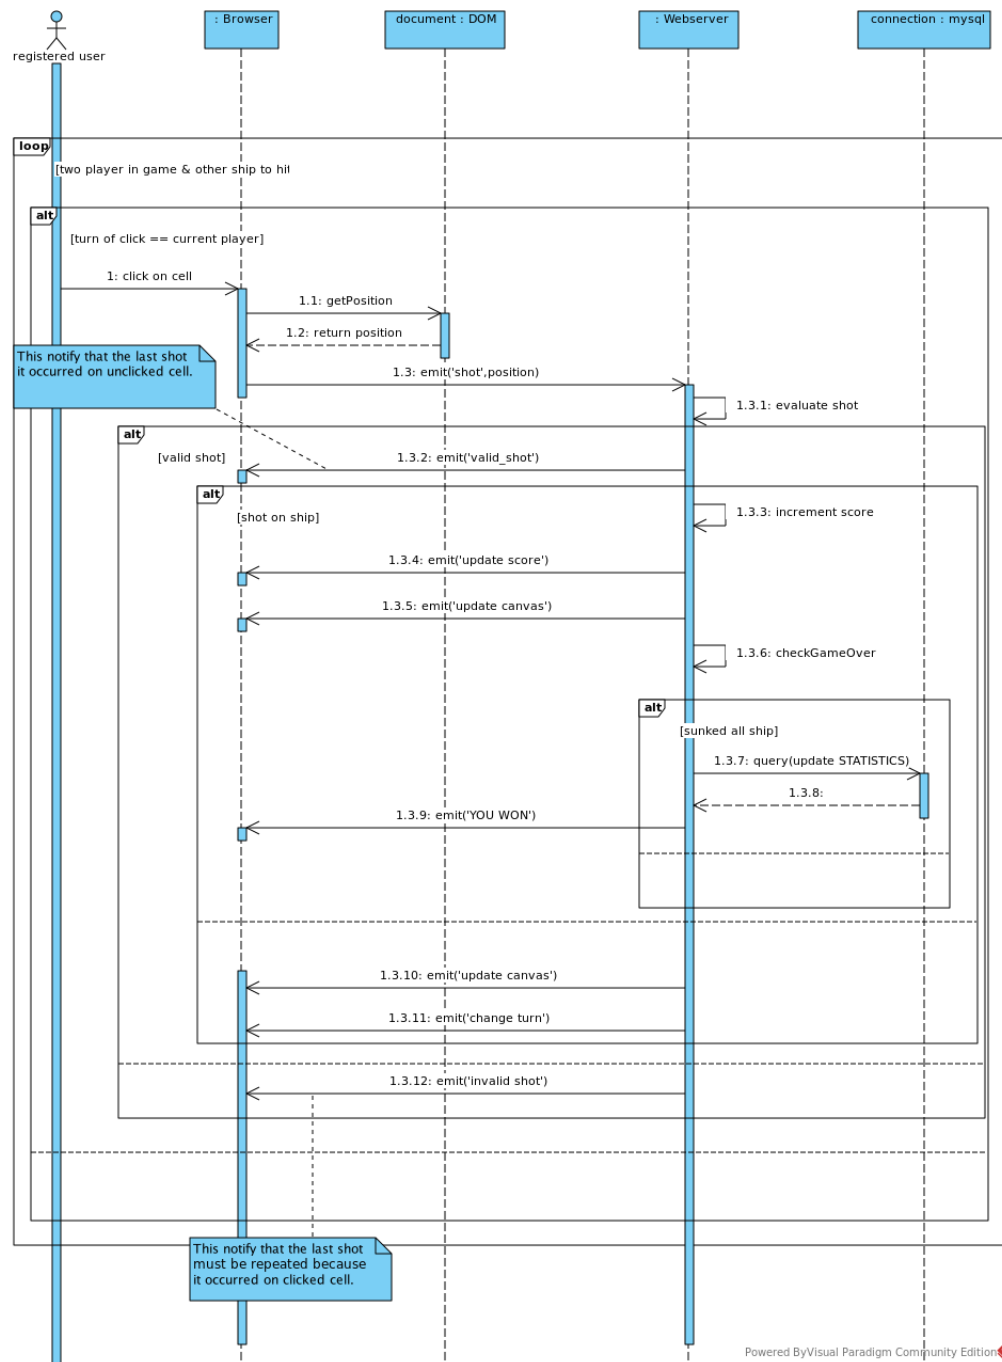 : Browser
document : DOM
: Webserver
connection : mysql
registered user
loop
[two player in game & other ship to hit
alt
[turn of click == current player]
1: click on cell
1.1: getPosition
1.2: return position
This notify that the last shot
it occurred on unclicked cell.
1.3: emit('shot',position)
1.3.1: evaluate shot
alt
[valid shot]
1.3.2: emit('valid_shot')
alt
[shot on ship]
1.3.3: increment score
1.3.4: emit('update score')
1.3.5: emit('update canvas')
1.3.6: checkGameOver
alt
[sunked all ship]
1.3.7: query(update STATISTICS)
1.3.8:
1.3.9: emit('YOU WON')
1.3.10: emit('update canvas')
1.3.11: emit('change turn')
1.3.12: emit('invalid shot')
This notify that the last shot
must be repeated because
it occurred on clicked cell.
Powered ByVisual Paradigm Community Edition